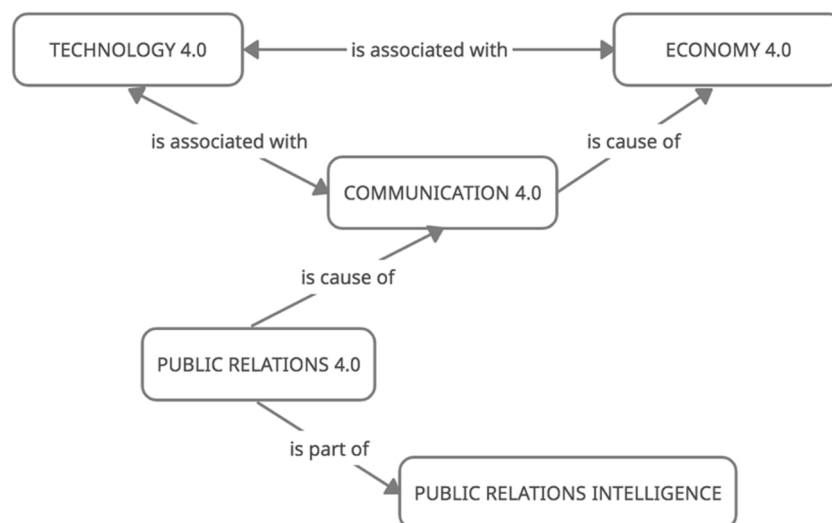 TECHNOLOGY 4.0
is associated with
ECONOMY 4.0
is associated with
is cause of
COMMUNICATION 4.0
is cause of
PUBLIC RELATIONS 4.0
is part of
PUBLIC RELATIONS INTELLIGENCE